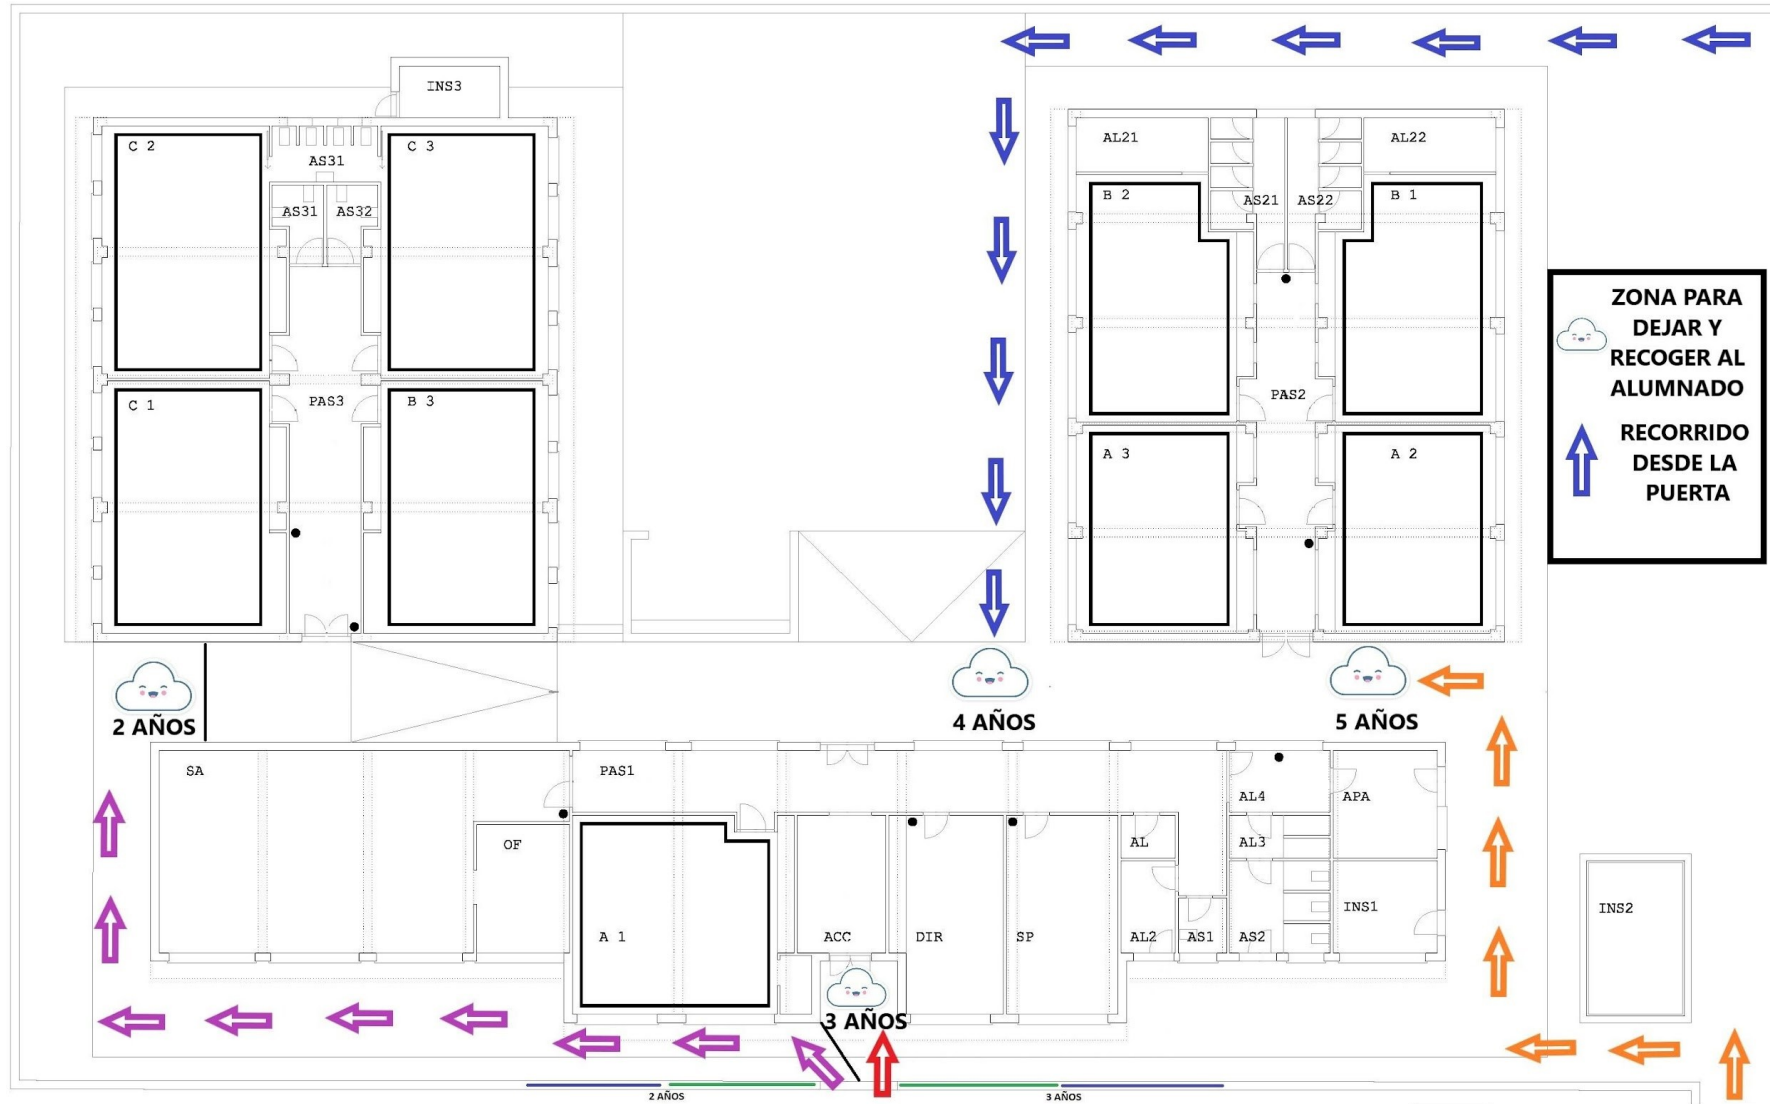 INS3
C 2
AS31
C 3
AS31
AS32
C 1
PAS3
B 3
AL21
AL22
B 2
AS21
AS22
B 1
PAS2
A 3
A 2
ZONA PARA
DEJAR Y
RECOGER AL
ALUMNADO
RECORRIDO
DESDE LA
PUERTA
2 AÑOS
4 AÑOS
5 AÑOS
SA
PAS1
OF
AL
AL4
APA
AL3
A 1
ACC
DIR
SP
AL2
AS1
AS2
INS1
INS2
3 AÑOS
2 AÑOS
3 AÑOS